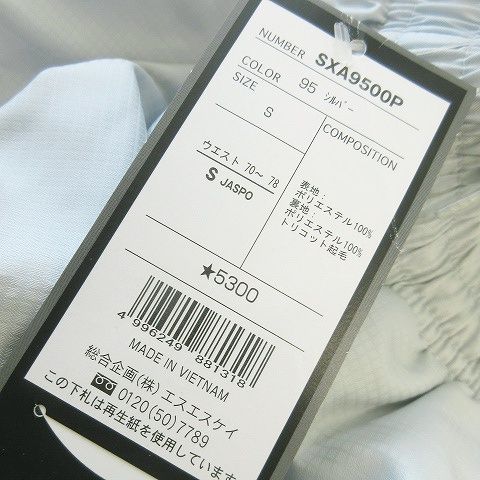 NUMBER SXA9500P
COLOR 95 シルバー
SIZE S
ウエスト 70～ 78
S JASPO
COMPOSITION
表地：
ポリエステル100%
裏地：
ポリエステル100%
トリコット起毛
★5300
4 996249 881318
MADE IN VIETNAM
総合企画(株)エスエスケイ
0120(50)7789
この下札は再生紙を使用しています